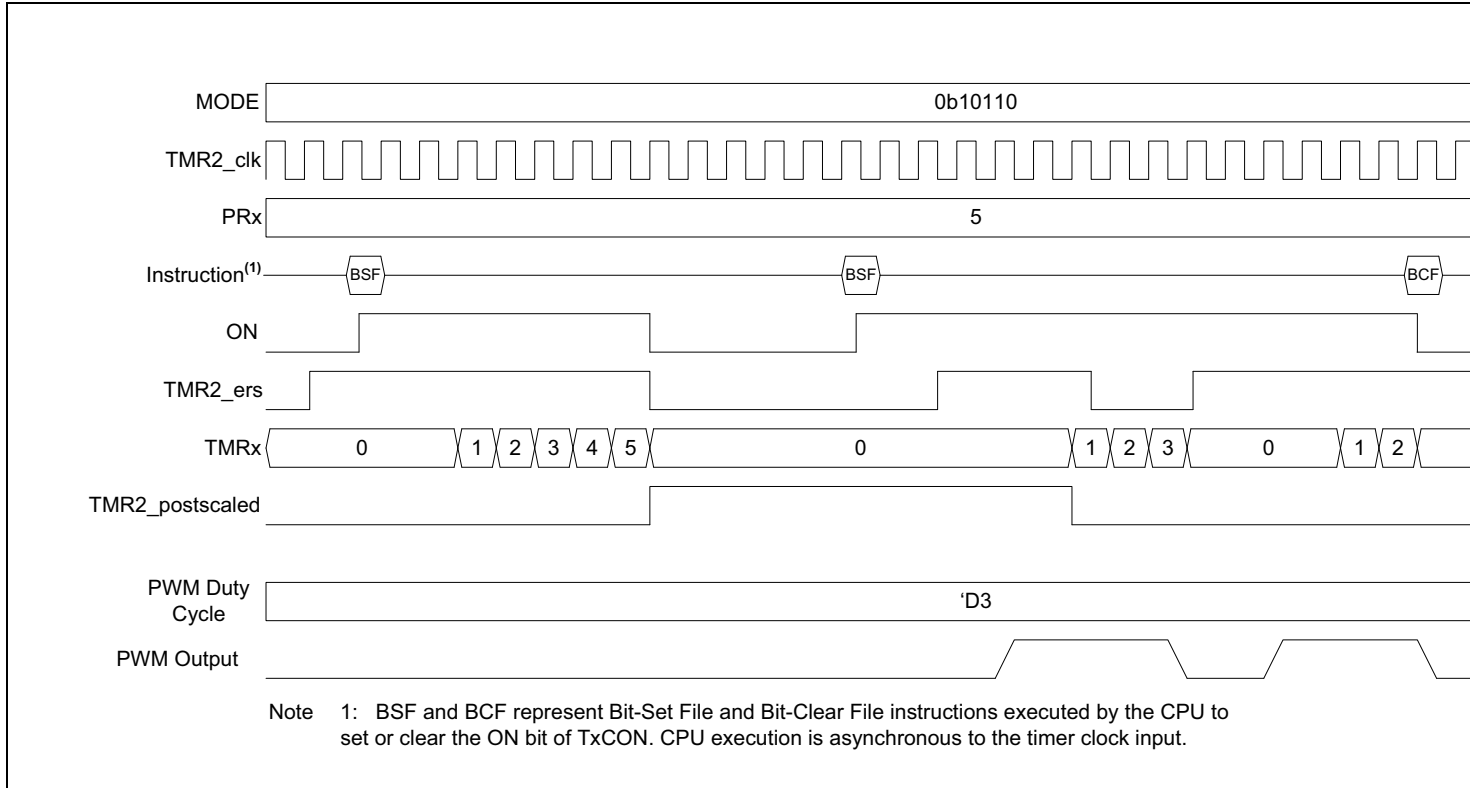 MODE 0b10110
TMR2_clk
PRx 5
Instruction(1) BSF BSF BCF
ON
TMR2_ers
TMRx 0 1 2 3 4 5 0 1 2 3 0 1 2
TMR2_postscaled
PWM Duty
Cycle
‘D3
PWM Output
Note 1: BSF and BCF represent Bit-Set File and Bit-Clear File instructions executed by the CPU to
set or clear the ON bit of TxCON. CPU execution is asynchronous to the timer clock input.